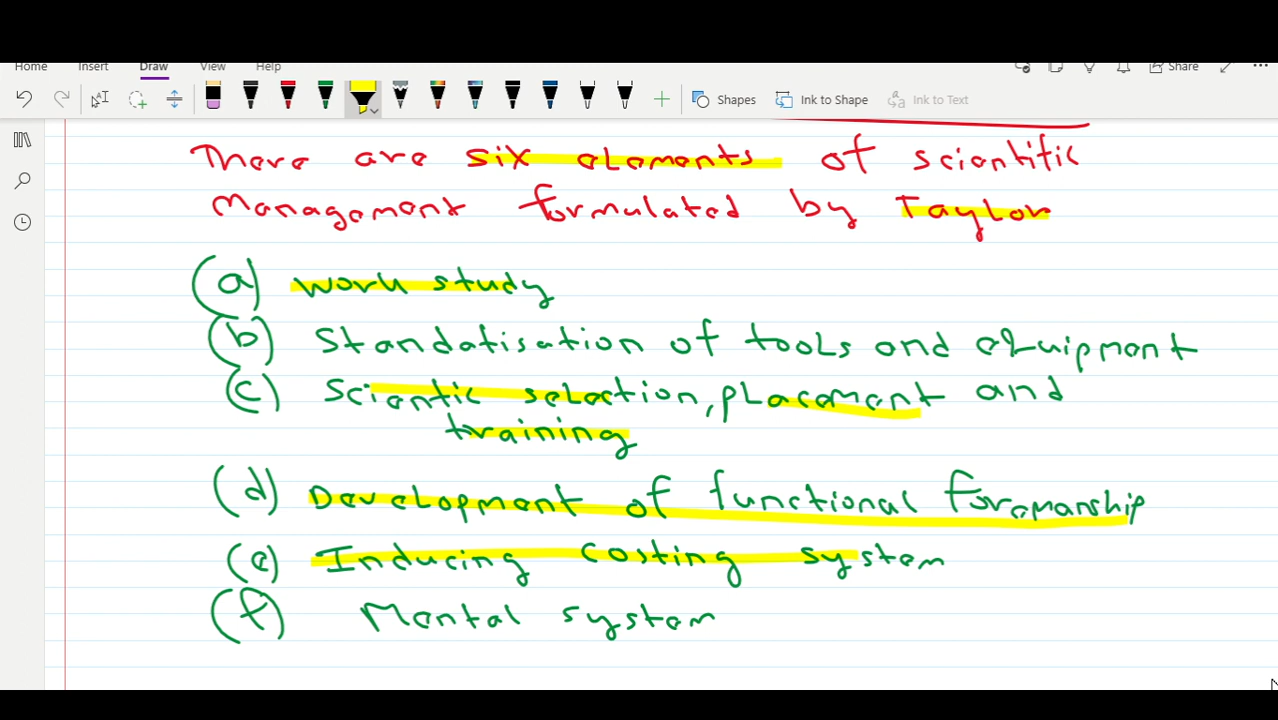 Home Insert Draw View Help Share
Shapes Ink to Shape Ink to Text
There are six elements of scientific
Management formulated by Taylor
(a) work study
(b) Standatisation of tools and equipment
(c) Sciantic selection, placement and
training
(d) Development of functional foremanship
(e) Inducing costing system
(f) Mental system